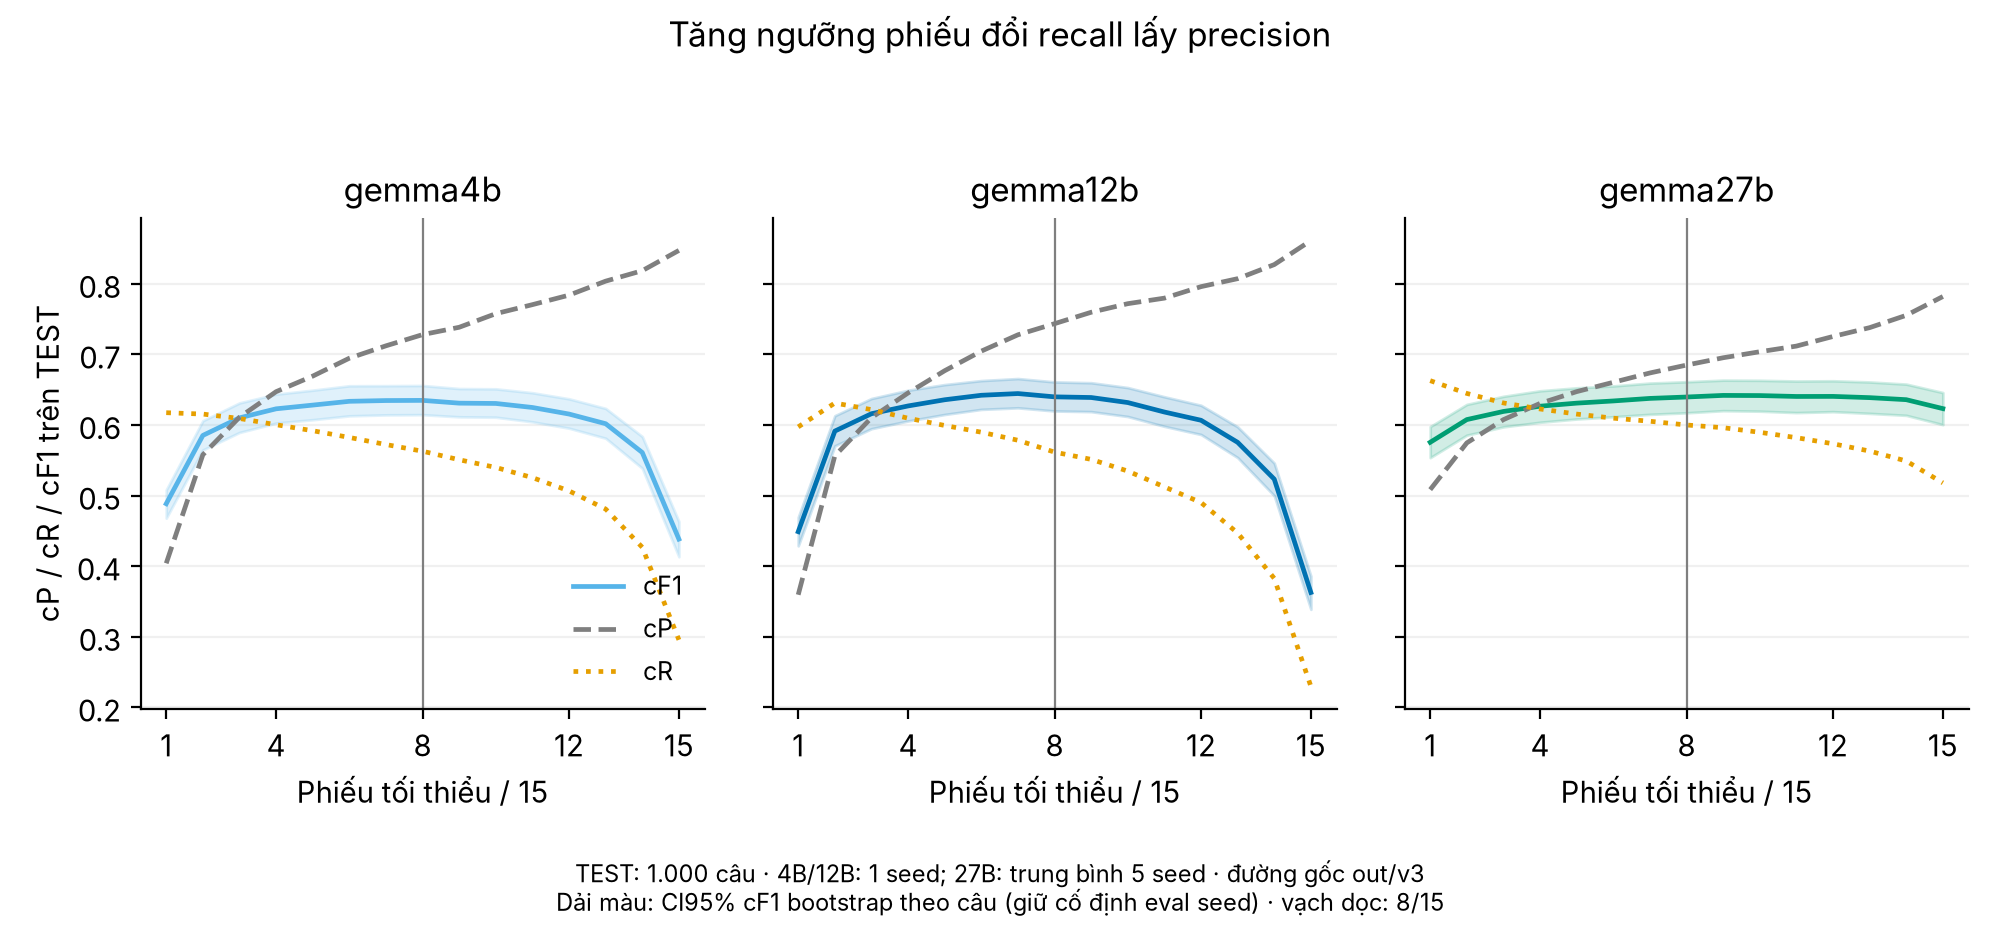 Tăng ngưỡng phiếu đổi recall lấy precision
gemma4b
gemma12b
gemma27b
cP / cR / cF1 trên TEST
0.8
0.7
0.6
0.5
0.4
0.3
0.2
cF1
cP
cR
1 4 8 12 15
1 4 8 12 15
1 4 8 12 15
Phiếu tối thiểu / 15
Phiếu tối thiểu / 15
Phiếu tối thiểu / 15
TEST: 1.000 câu · 4B/12B: 1 seed; 27B: trung bình 5 seed · đường gốc out/v3
Dải màu: CI95% cF1 bootstrap theo câu (giữ cố định eval seed) · vạch dọc: 8/15